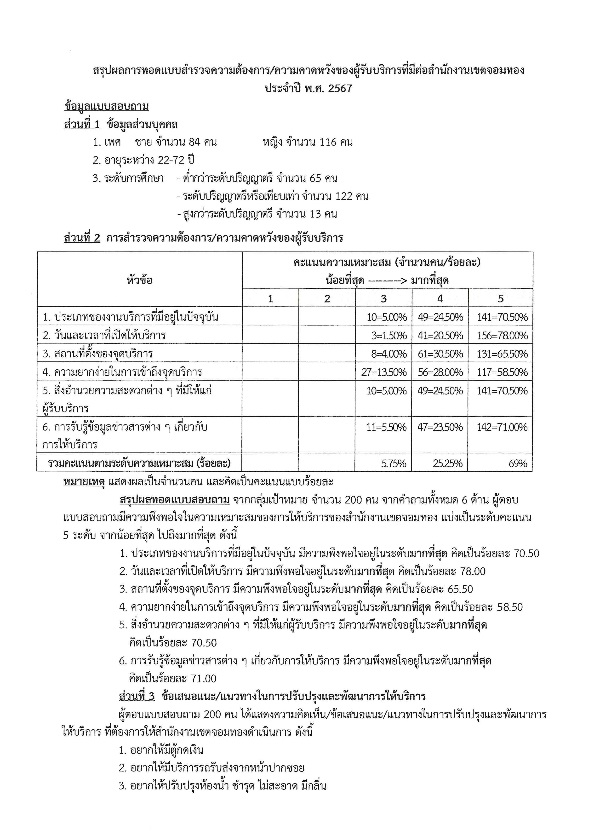 สรุปผลการทอดแบบสำรวจความต้องการ/ความคาดหวังของผู้รับบริการที่มีต่อสำนักงานเขตจอมทอง
ประจำปี พ.ศ. 2567
ข้อมูลแบบสอบถาม
ส่วนที่ 1 ข้อมูลส่วนบุคคล
1. เพศ ชาย จำนวน 84 คน หญิง จำนวน 116 คน
2. อายุระหว่าง 22-72 ปี
3. ระดับการศึกษา - ต่ำกว่าระดับปริญญาตรี จำนวน 65 คน
- ระดับปริญญาตรีหรือเทียบเท่า จำนวน 122 คน
- สูงกว่าระดับปริญญาตรี จำนวน 13 คน
ส่วนที่ 2 การสำรวจความต้องการ/ความคาดหวังของผู้รับบริการ
หัวข้อ
คะแนนความเหมาะสม (จำนวนคน/ร้อยละ)
น้อยที่สุด --------> มากที่สุด
1 2 3 4 5
1. ประเภทของงานบริการที่มีอยู่ในปัจจุบัน 10=5.00% 49=24.50% 141=70.50%
2. วันและเวลาที่เปิดให้บริการ 3=1.50% 41=20.50% 156=78.00%
3. สถานที่ตั้งของจุดบริการ 8=4.00% 61=30.50% 131=65.50%
4. ความยากง่ายในการเข้าถึงจุดบริการ 27=13.50% 56=28.00% 117=58.50%
5. สิ่งอำนวยความสะดวกต่าง ๆ ที่มีให้แก่ 10=5.00% 49=24.50% 141=70.50%
ผู้รับบริการ
6. การรับรู้ข้อมูลข่าวสารต่าง ๆ เกี่ยวกับ 11=5.50% 47=23.50% 142=71.00%
การให้บริการ
รวมคะแนนตามระดับความเหมาะสม (ร้อยละ) 5.75% 25.25% 69%
หมายเหตุ แสดงผลเป็นจำนวนคน และคิดเป็นคะแนนแบบร้อยละ
สรุปผลทอดแบบสอบถาม จากกลุ่มเป้าหมาย จำนวน 200 คน จากคำถามทั้งหมด 6 ด้าน ผู้ตอบ
แบบสอบถามมีความพึงพอใจในความเหมาะสมของการให้บริการของสำนักงานเขตจอมทอง แบ่งเป็นระดับคะแนน
5 ระดับ จากน้อยที่สุด ไปถึงมากที่สุด ดังนี้
1. ประเภทของงานบริการที่มีอยู่ในปัจจุบัน มีความพึงพอใจอยู่ในระดับมากที่สุด คิดเป็นร้อยละ 70.50
2. วันและเวลาที่เปิดให้บริการ มีความพึงพอใจอยู่ในระดับมากที่สุด คิดเป็นร้อยละ 78.00
3. สถานที่ตั้งของจุดบริการ มีความพึงพอใจอยู่ในระดับมากที่สุด คิดเป็นร้อยละ 65.50
4. ความยากง่ายในการเข้าถึงจุดบริการ มีความพึงพอใจอยู่ในระดับมากที่สุด คิดเป็นร้อยละ 58.50
5. สิ่งอำนวยความสะดวกต่าง ๆ ที่มีให้แก่ผู้รับบริการ มีความพึงพอใจอยู่ในระดับมากที่สุด
คิดเป็นร้อยละ 70.50
6. การรับรู้ข้อมูลข่าวสารต่าง ๆ เกี่ยวกับการให้บริการ มีความพึงพอใจอยู่ในระดับมากที่สุด
คิดเป็นร้อยละ 71.00
ส่วนที่ 3 ข้อเสนอแนะ/แนวทางในการปรับปรุงและพัฒนาการให้บริการ
ผู้ตอบแบบสอบถาม 200 คน ได้แสดงความคิดเห็น/ข้อเสนอแนะ/แนวทางในการปรับปรุงและพัฒนาการ
ให้บริการ ที่ต้องการให้สำนักงานเขตจอมทองดำเนินการ ดังนี้
1. อยากให้มีตู้กดเงิน
2. อยากให้มีบริการรถรับส่งจากหน้าปากซอย
3. อยากให้ปรับปรุงห้องน้ำ ชำรุด ไม่สะอาด มีกลิ่น